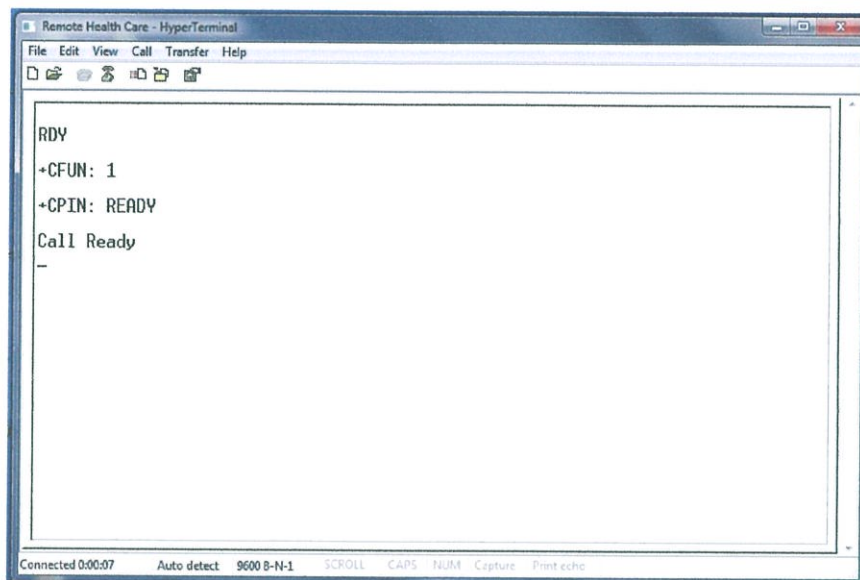 Remote Health Care - HyperTerminal
File Edit View Call Transfer Help
RDY
+CFUN: 1
+CPIN: READY
Call Ready
Connected 0:00:07 Auto detect 9600 8-N-1 SCROLL CAPS NUM Capture Print echo